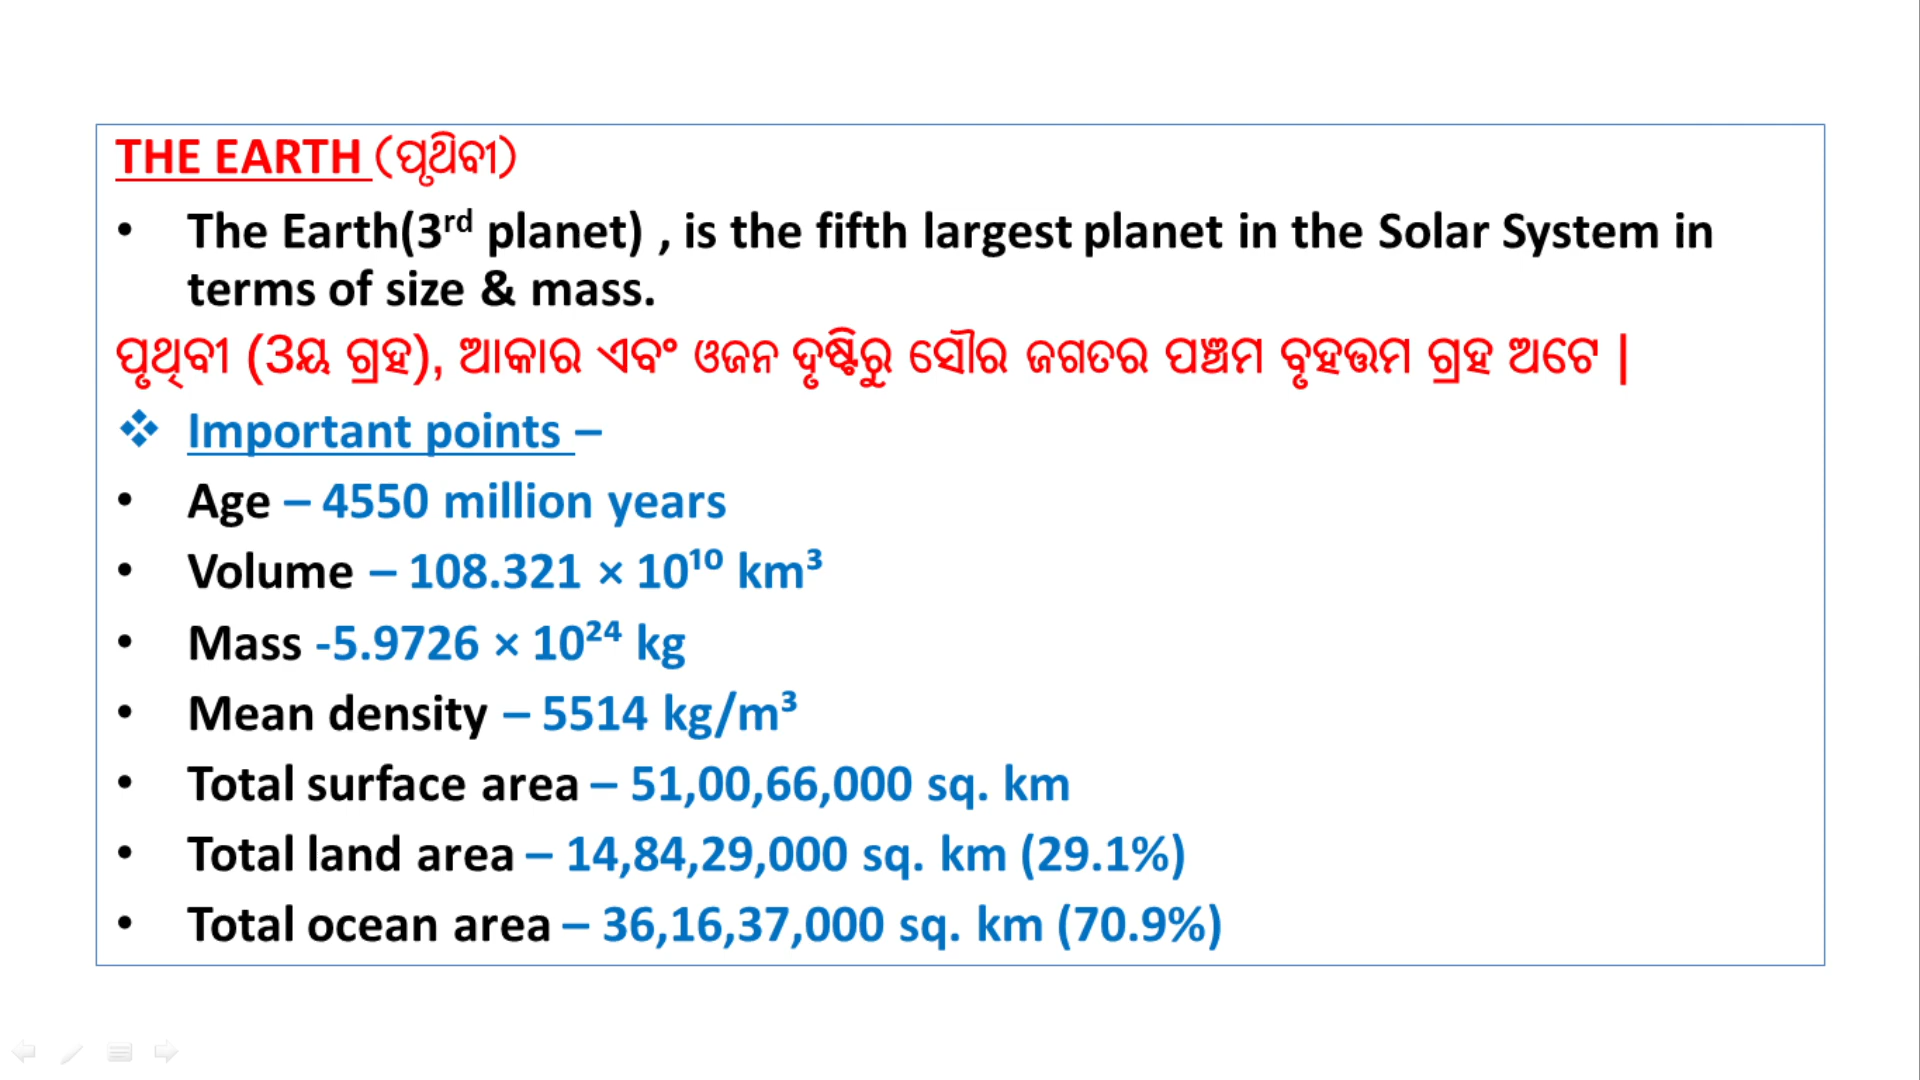 THE EARTH (ପୃଥିବୀ)
• The Earth(3rd planet) , is the fifth largest planet in the Solar System in
terms of size & mass.
ପୃଥିବୀ (3ୟ ଗ୍ରହ), ଆକାର ଏବଂ ଓଜନ ଦୃଷ୍ଟିରୁ ସୌର ଜଗତର ପଞ୍ଚମ ବୃହତ୍ତମ ଗ୍ରହ ଅଟେ |
❖ Important points –
• Age – 4550 million years
• Volume – 108.321 × 10¹⁰ km³
• Mass -5.9726 × 10²⁴ kg
• Mean density – 5514 kg/m³
• Total surface area – 51,00,66,000 sq. km
• Total land area – 14,84,29,000 sq. km (29.1%)
• Total ocean area – 36,16,37,000 sq. km (70.9%)